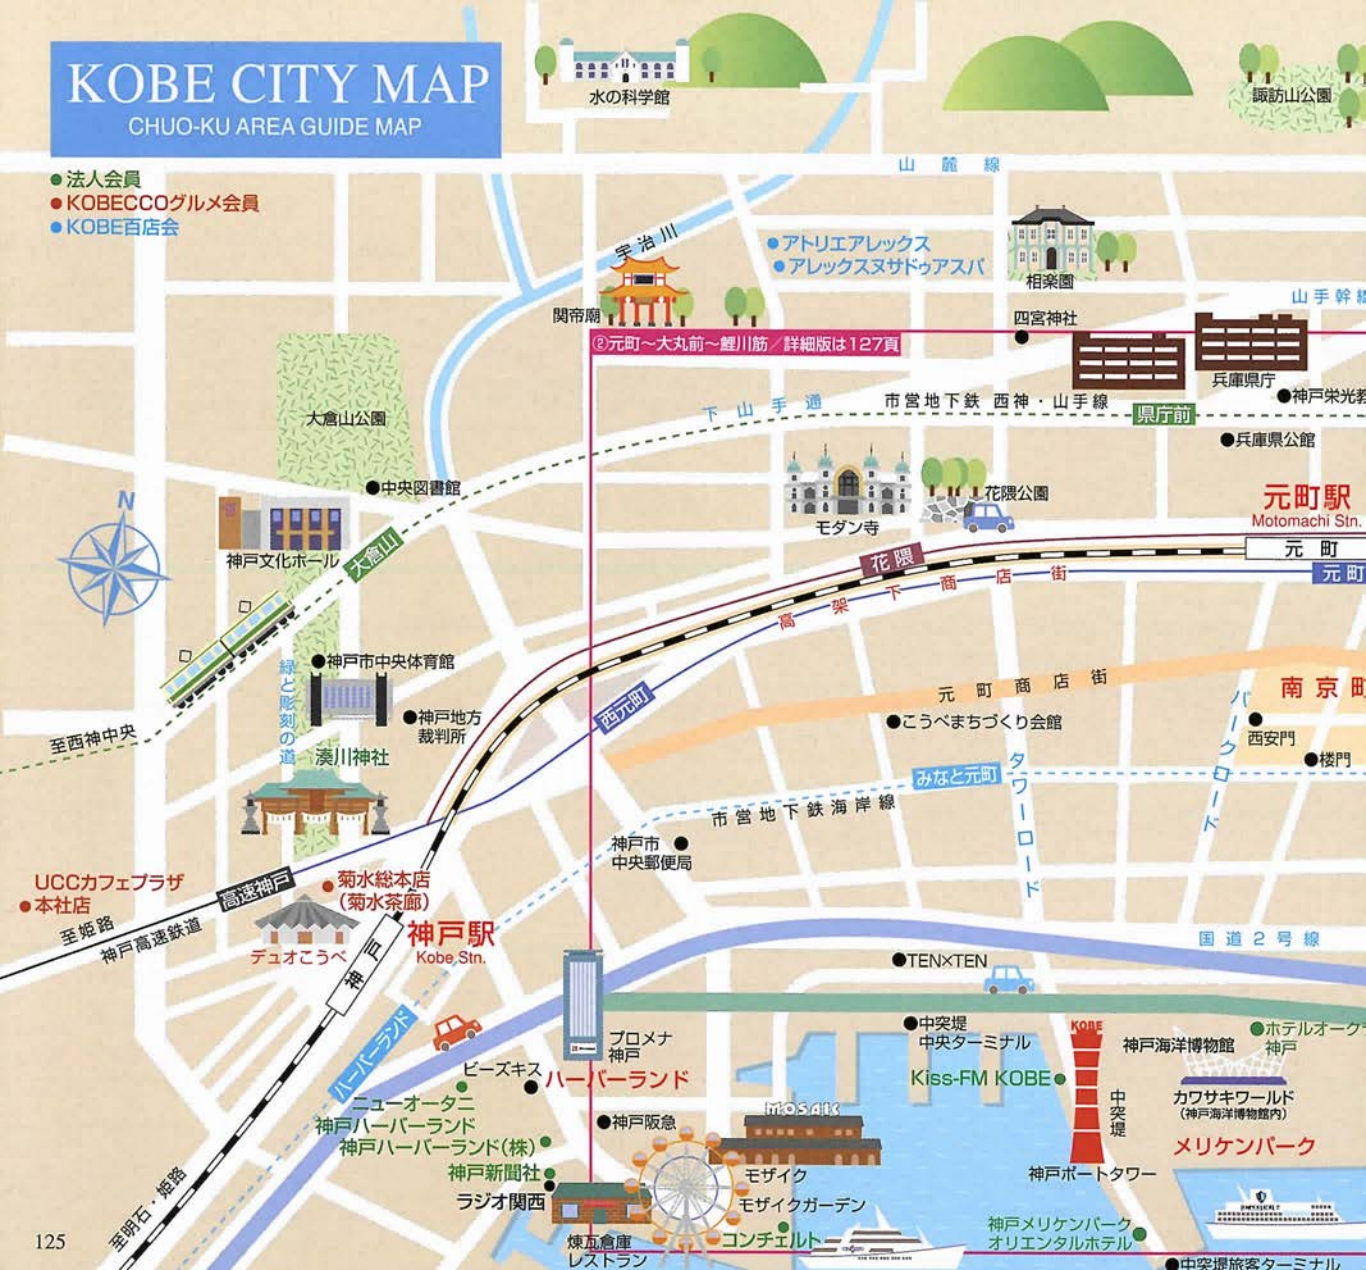 KOBE CITY MAP
CHUO-KU AREA GUIDE MAP
●法人会員
●KOBECCOグルメ会員
●KOBE百店会
水の科学館
諏訪山公園
山麓線
宇治川
●アトリエアレックス
●アレックスヌサドゥアスパ
相楽園
山手幹線
関帝廟
四宮神社
②元町〜大丸前〜鯉川筋／詳細版は127頁
兵庫県庁
●神戸栄光教
下山手通
市営地下鉄 西神・山手線
県庁前
●兵庫県公館
大倉山公園
●中央図書館
N
神戸文化ホール
大倉山
モダン寺
花隈公園
元町駅
Motomachi Stn.
元町
元町
花隈
高架下商店街
●神戸市中央体育館
緑と彫刻の道
●神戸地方
裁判所
至西神中央
湊川神社
西元町
元町商店街
●こうべまちづくり会館
南京町
パークロード
西安門
●楼門
みなと元町
タワーロード
市営地下鉄海岸線
神戸市
中央郵便局
UCCカフェプラザ
●本社店
高速神戸
●菊水総本店
(菊水茶廊)
至姫路
神戸高速鉄道
デュオこうべ
神戸
神戸駅
Kobe Stn.
国道2号線
●TEN×TEN
ハーバーランド
プロメナ
神戸
●中突堤
中央ターミナル
KOBE
神戸海洋博物館
●ホテルオークラ
神戸
ビーズキス
ハーバーランド
Kiss-FM KOBE●
中突堤
カワサキワールド
(神戸海洋博物館内)
ニューオータニ
神戸ハーバーランド
●神戸阪急
MOSAIC
神戸ハーバーランド(株)●
メリケンパーク
神戸新聞社●
ラジオ関西
モザイク
神戸ポートタワー
モザイクガーデン
至明石・姫路
125
煉瓦倉庫
レストラン
コンチェルト
神戸メリケンパーク
オリエンタルホテル●
●中突堤旅客ターミナル